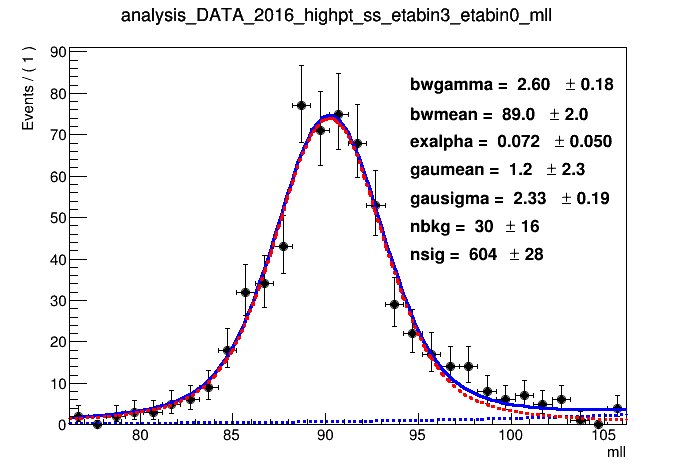 analysis_DATA_2016_highpt_ss_etabin3_etabin0_mll
Events / ( 1 )
90
80
70
60
50
40
30
20
10
0
bwgamma = 2.60 ± 0.18
bwmean = 89.0 ± 2.0
exalpha = 0.072 ± 0.050
gaumean = 1.2 ± 2.3
gausigma = 2.33 ± 0.19
nbkg = 30 ± 16
nsig = 604 ± 28
80 85 90 95 100 105
mll